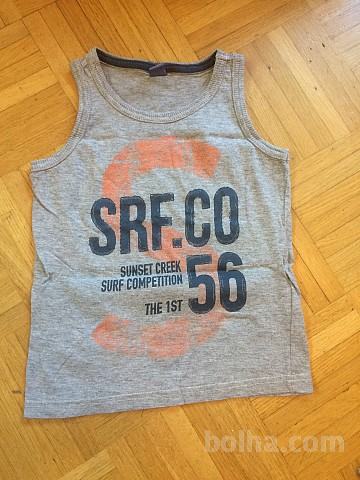 S
SRF.CO
SUNSET CREEK
SURF COMPETITION
THE 1ST
56
bolha.com